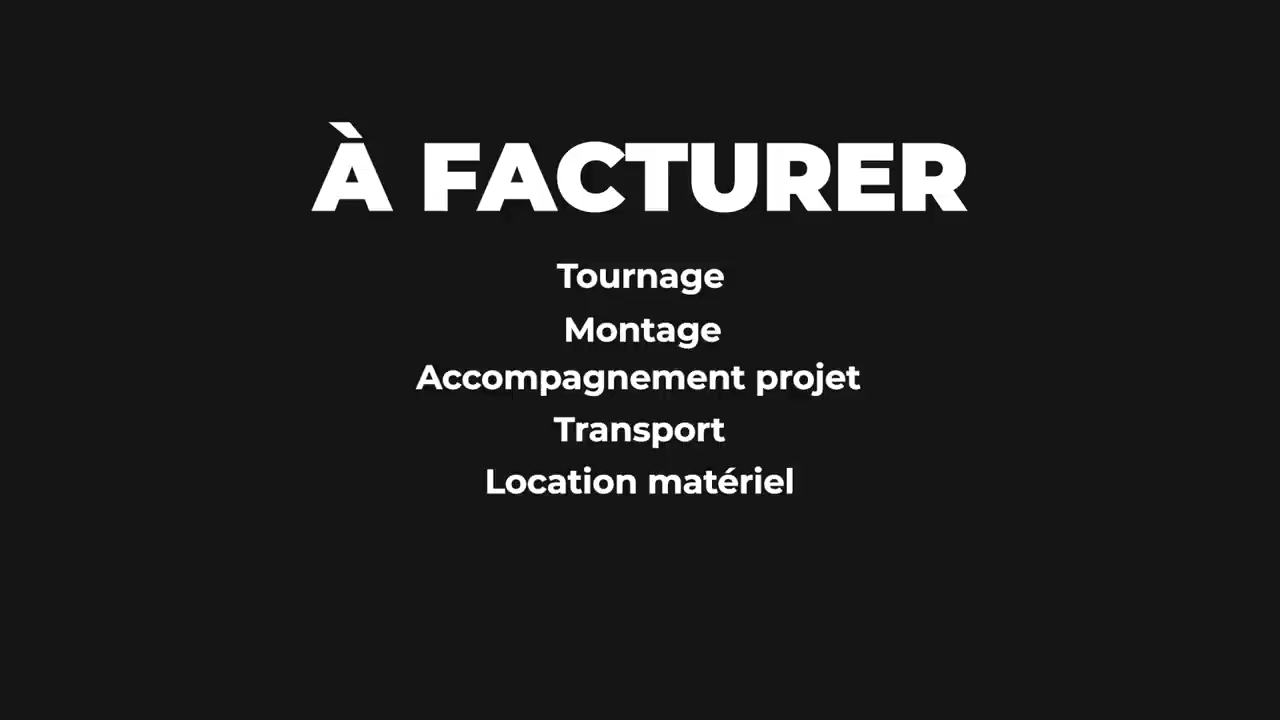 À FACTURER
Tournage
Montage
Accompagnement projet
Transport
Location matériel